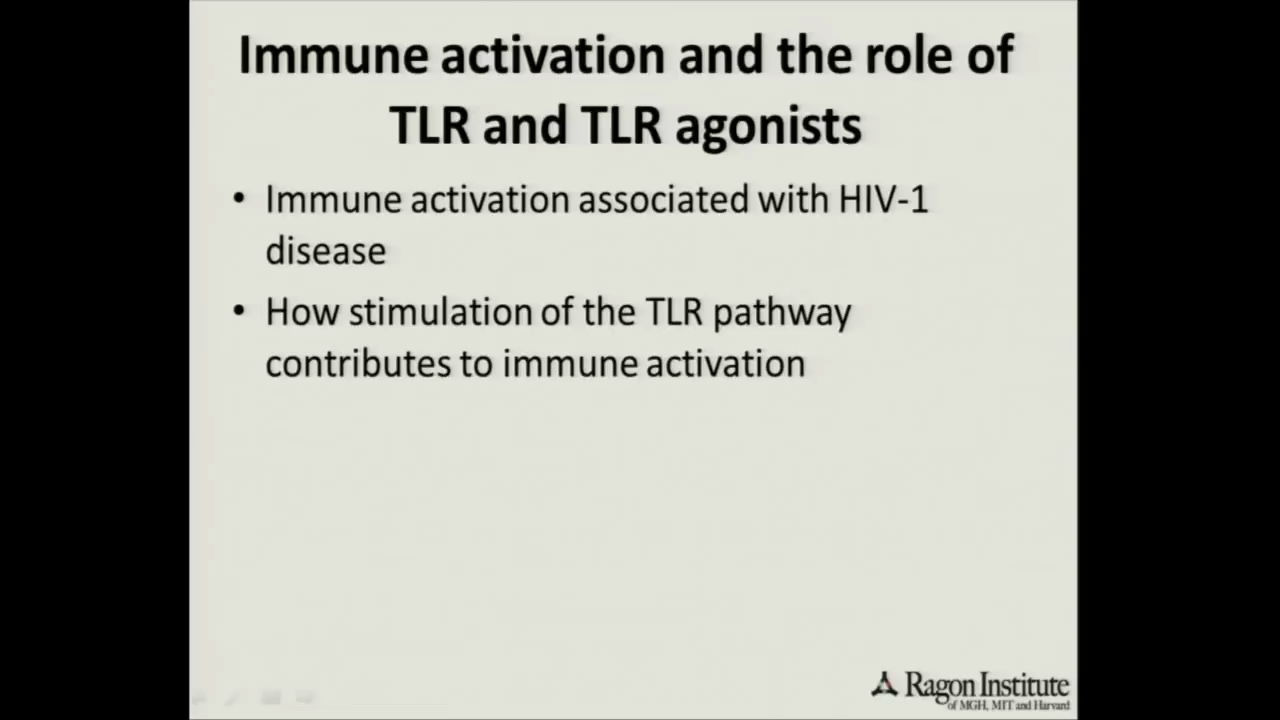 Immune activation and the role of
TLR and TLR agonists
• Immune activation associated with HIV-1
disease
• How stimulation of the TLR pathway
contributes to immune activation
Ragon Institute
of MGH, MIT and Harvard